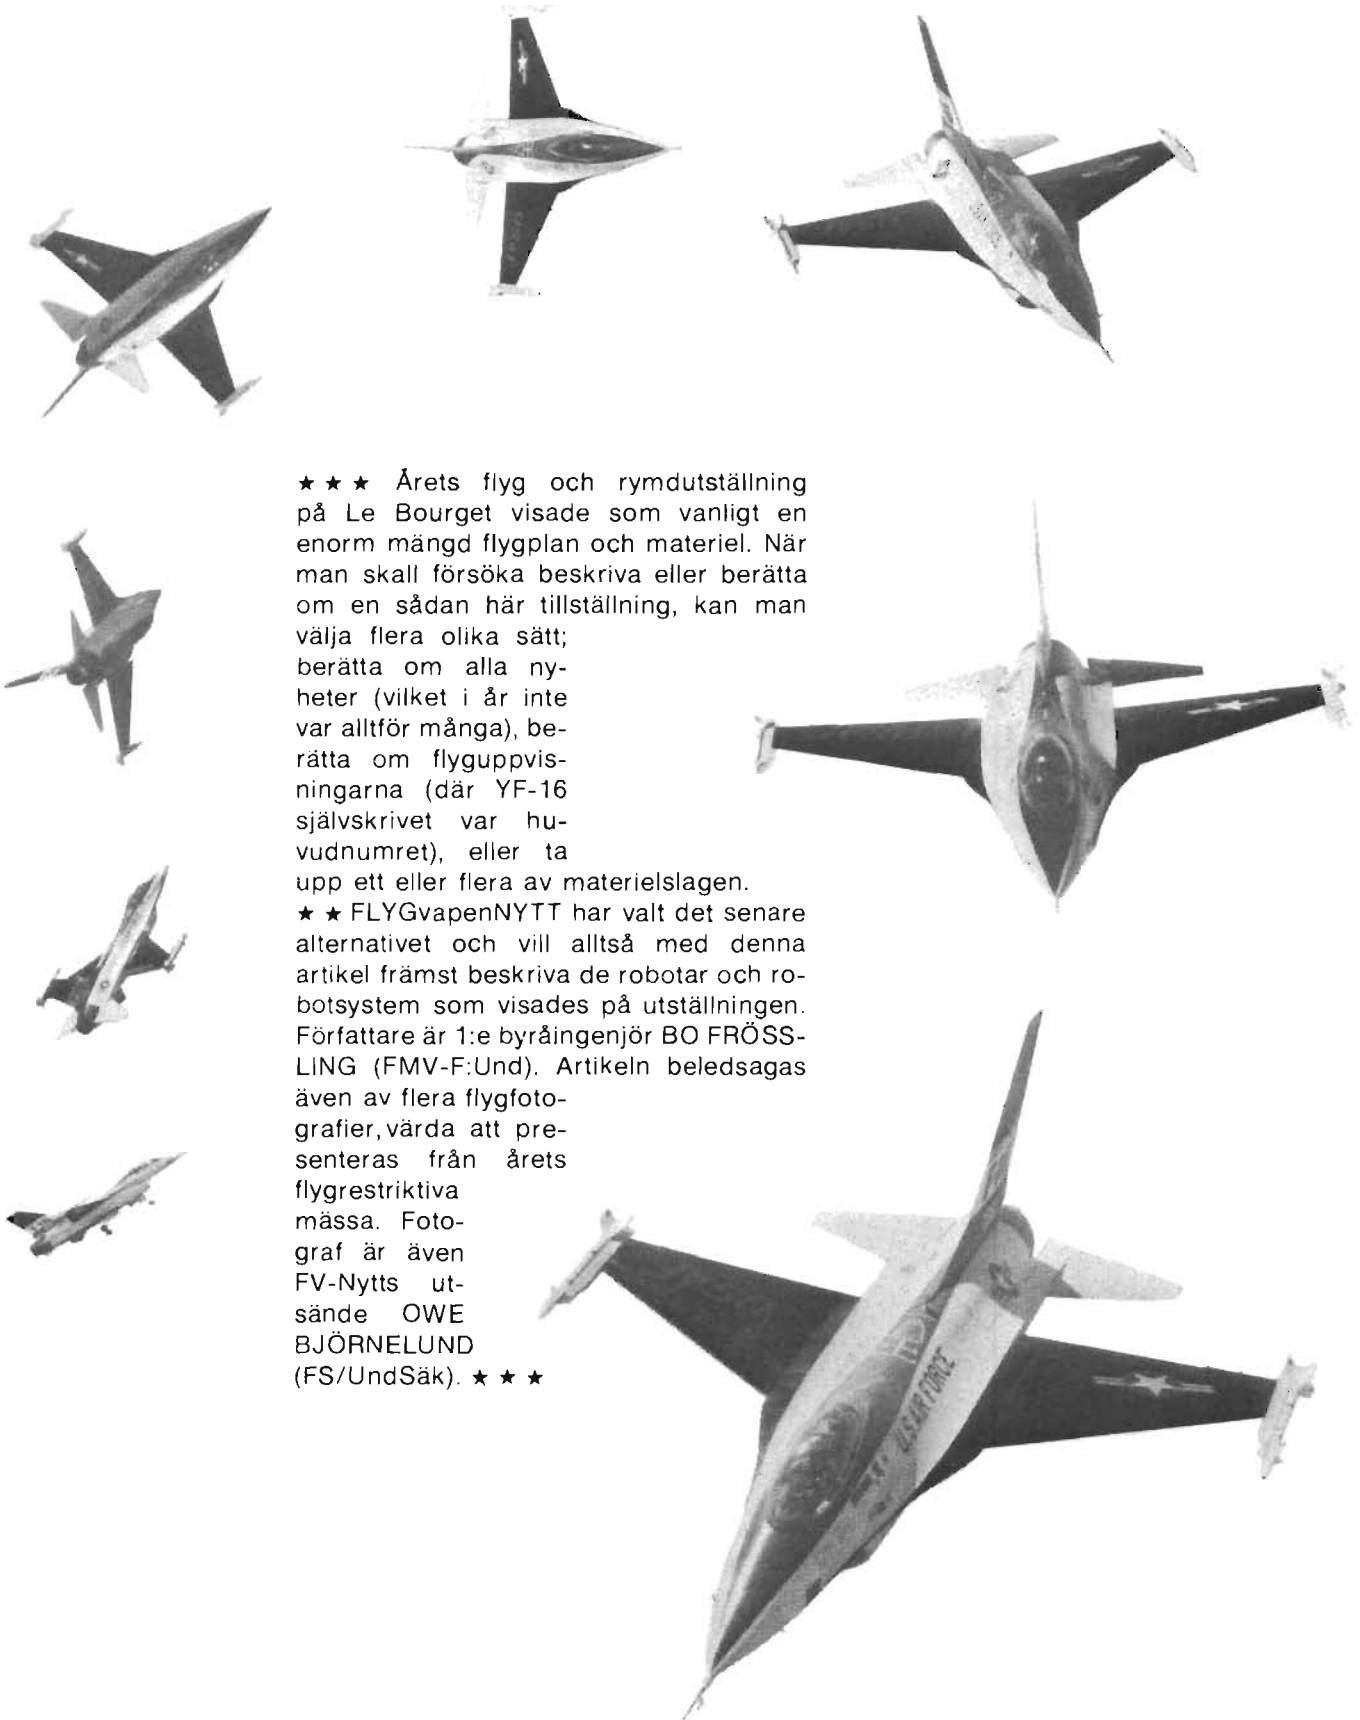 ★ ★ ★ Årets flyg och rymdutställning
på Le Bourget visade som vanligt en
enorm mängd flygplan och materiel. När
man skall försöka beskriva eller berätta
om en sådan här tillställning, kan man
välja flera olika sätt;
berätta om alla ny-
heter (vilket i år inte
var alltför många), be-
rätta om flyguppvis-
ningarna (där YF-16
självskrivet var hu-
vudnumret), eller ta
upp ett eller flera av materielslagen.
★ ★ FLYGvapenNYTT har valt det senare
alternativet och vill alltså med denna
artikel främst beskriva de robotar och ro-
botsystem som visades på utställningen.
Författare är 1:e byråingenjör BO FRÖSS-
LING (FMV-F:Und). Artikeln beledsagas
även av flera flygfoto-
grafier, värda att pre-
senteras från årets
flygrestriktiva
mässa. Foto-
graf är även
FV-Nytts ut-
sände OWE
BJÖRNELUND
(FS/UndSäk). ★ ★ ★
U.S. AIR FORCE